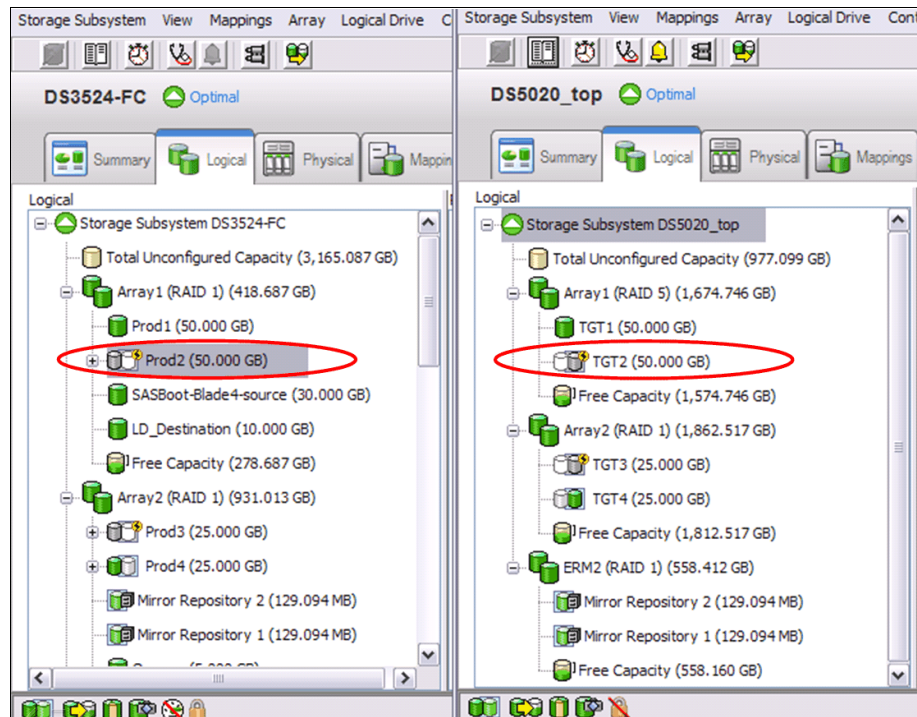 Storage Subsystem View Mappings Array Logical Drive C
DS3524-FC Optimal
Summary Logical Physical Mappin
Logical
Storage Subsystem DS3524-FC
Total Unconfigured Capacity (3,165.087 GB)
Array1 (RAID 1) (418.687 GB)
Prod1 (50.000 GB)
Prod2 (50.000 GB)
SASBoot-Blade4-source (30.000 GB)
LD_Destination (10.000 GB)
Free Capacity (278.687 GB)
Array2 (RAID 1) (931.013 GB)
Prod3 (25.000 GB)
Prod4 (25.000 GB)
Mirror Repository 2 (129.094 MB)
Mirror Repository 1 (129.094 MB)
Storage Subsystem View Mappings Array Logical Drive Cont
DS5020_top Optimal
Summary Logical Physical Mappings
Logical
Storage Subsystem DS5020_top
Total Unconfigured Capacity (977.099 GB)
Array1 (RAID 5) (1,674.746 GB)
TGT1 (50.000 GB)
TGT2 (50.000 GB)
Free Capacity (1,574.746 GB)
Array2 (RAID 1) (1,862.517 GB)
TGT3 (25.000 GB)
TGT4 (25.000 GB)
Free Capacity (1,812.517 GB)
ERM2 (RAID 1) (558.412 GB)
Mirror Repository 2 (129.094 MB)
Mirror Repository 1 (129.094 MB)
Free Capacity (558.160 GB)